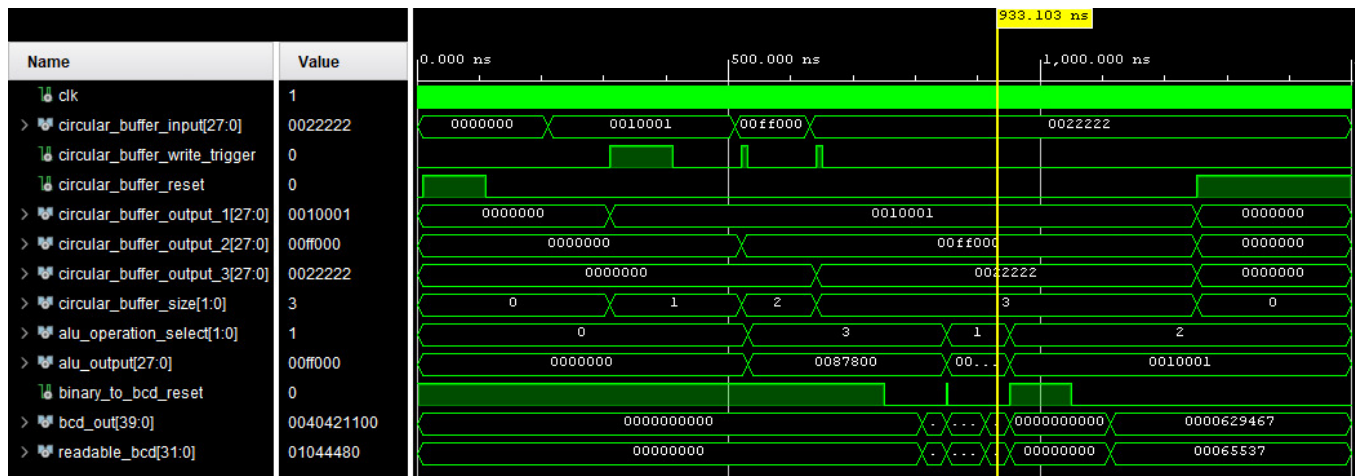 933.103 ns
Name Value 0.000 ns 500.000 ns 1,000.000 ns
clk 1
circular_buffer_input[27:0] 0022222 0000000 0010001 00ff000 0022222
circular_buffer_write_trigger 0
circular_buffer_reset 0
circular_buffer_output_1[27:0] 0010001 0000000 0010001 0000000
circular_buffer_output_2[27:0] 00ff000 0000000 00ff000 0000000
circular_buffer_output_3[27:0] 0022222 0000000 0022222 0000000
circular_buffer_size[1:0] 3 0 1 2 3 0
alu_operation_select[1:0] 1 0 3 1 2
alu_output[27:0] 00ff000 0000000 0087800 00... 0010001
binary_to_bcd_reset 0
bcd_out[39:0] 0040421100 0000000000 . ... . 0000000000 0000629467
readable_bcd[31:0] 01044480 00000000 . ... . 00000000 00065537